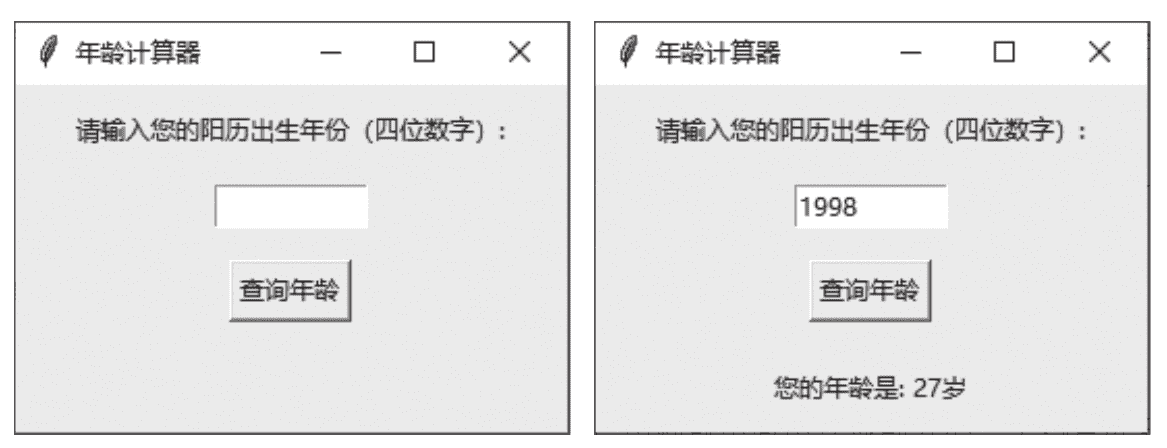 年龄计算器
请输入您的阳历出生年份（四位数字）：
查询年龄
年龄计算器
请输入您的阳历出生年份（四位数字）：
1998
查询年龄
您的年龄是: 27岁